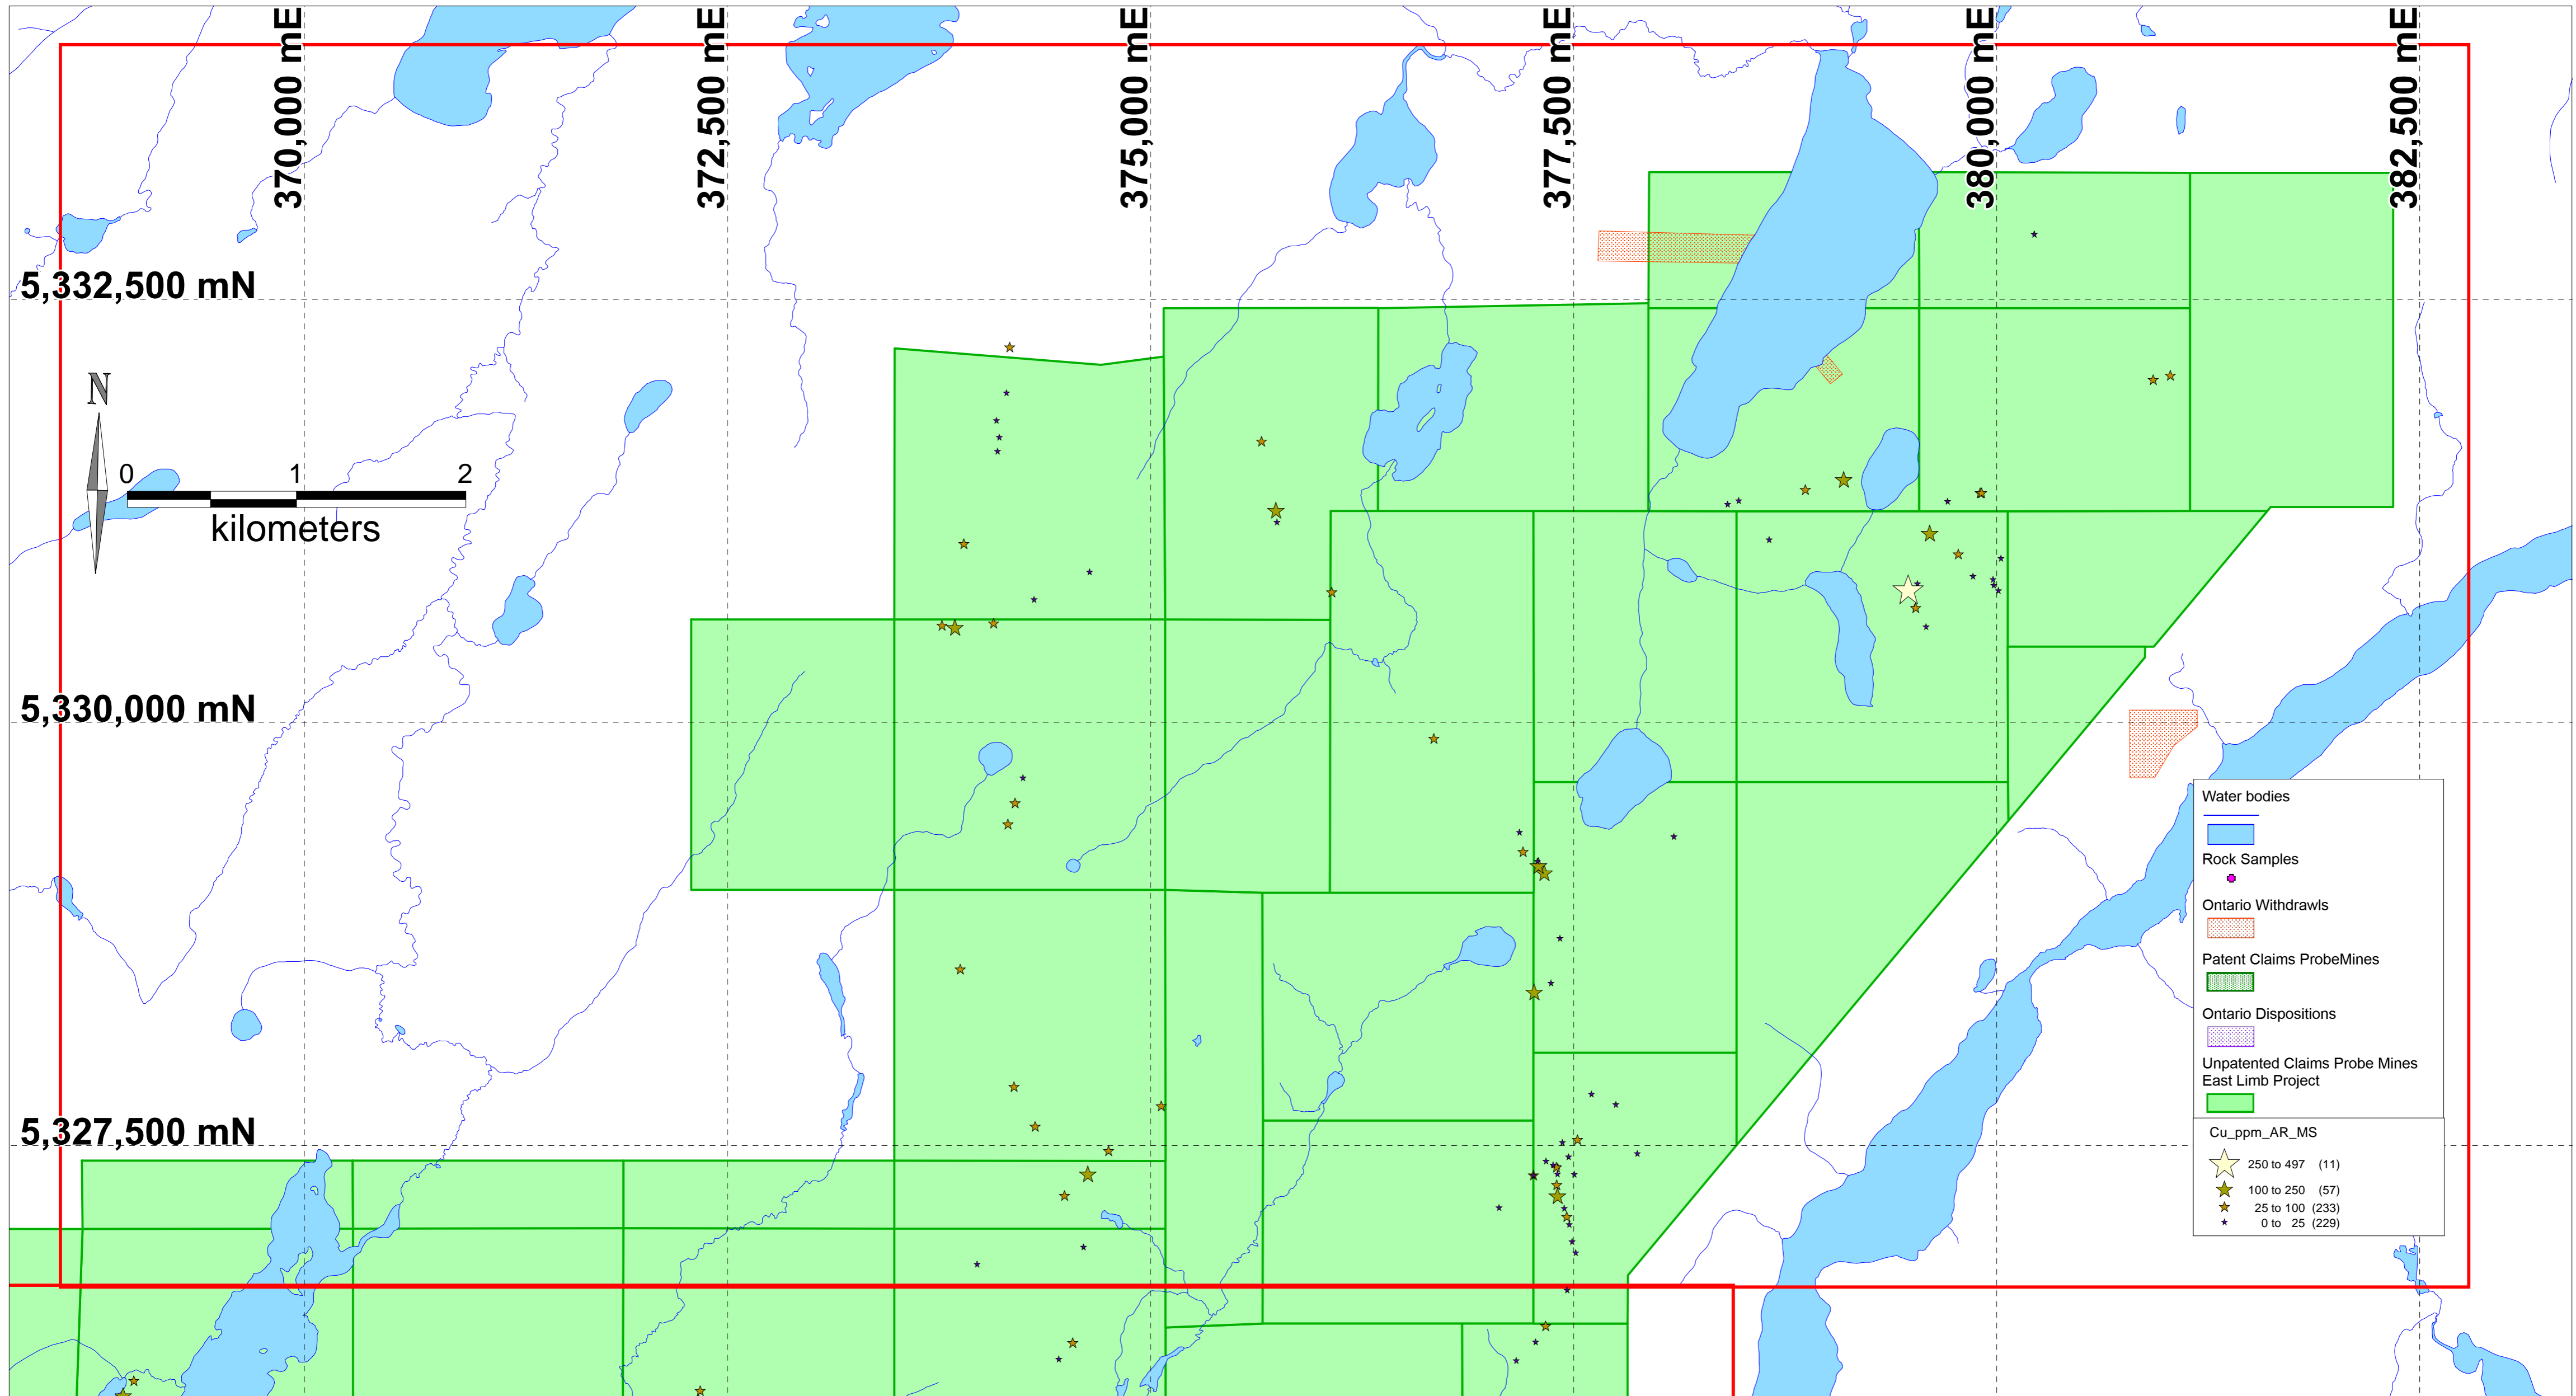 370,000 mE
372,500 mE
375,000 mE
377,500 mE
380,000 mE
382,500 mE
5,332,500 mN
N
0 1 2
kilometers
5,330,000 mN
5,327,500 mN
Water bodies
Rock Samples
Ontario Withdrawls
Patent Claims ProbeMines
Ontario Dispositions
Unpatented Claims Probe Mines
East Limb Project
Cu_ppm_AR_MS
250 to 497 (11)
100 to 250 (57)
25 to 100 (233)
0 to 25 (229)